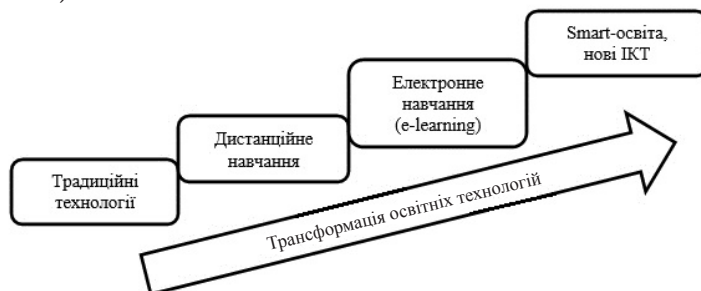 Smart-освіта,
нові ІКТ
Електронне
навчання
(e-learning)
Дистанційне
навчання
Традиційні
технології
Трансформація освітніх технологій